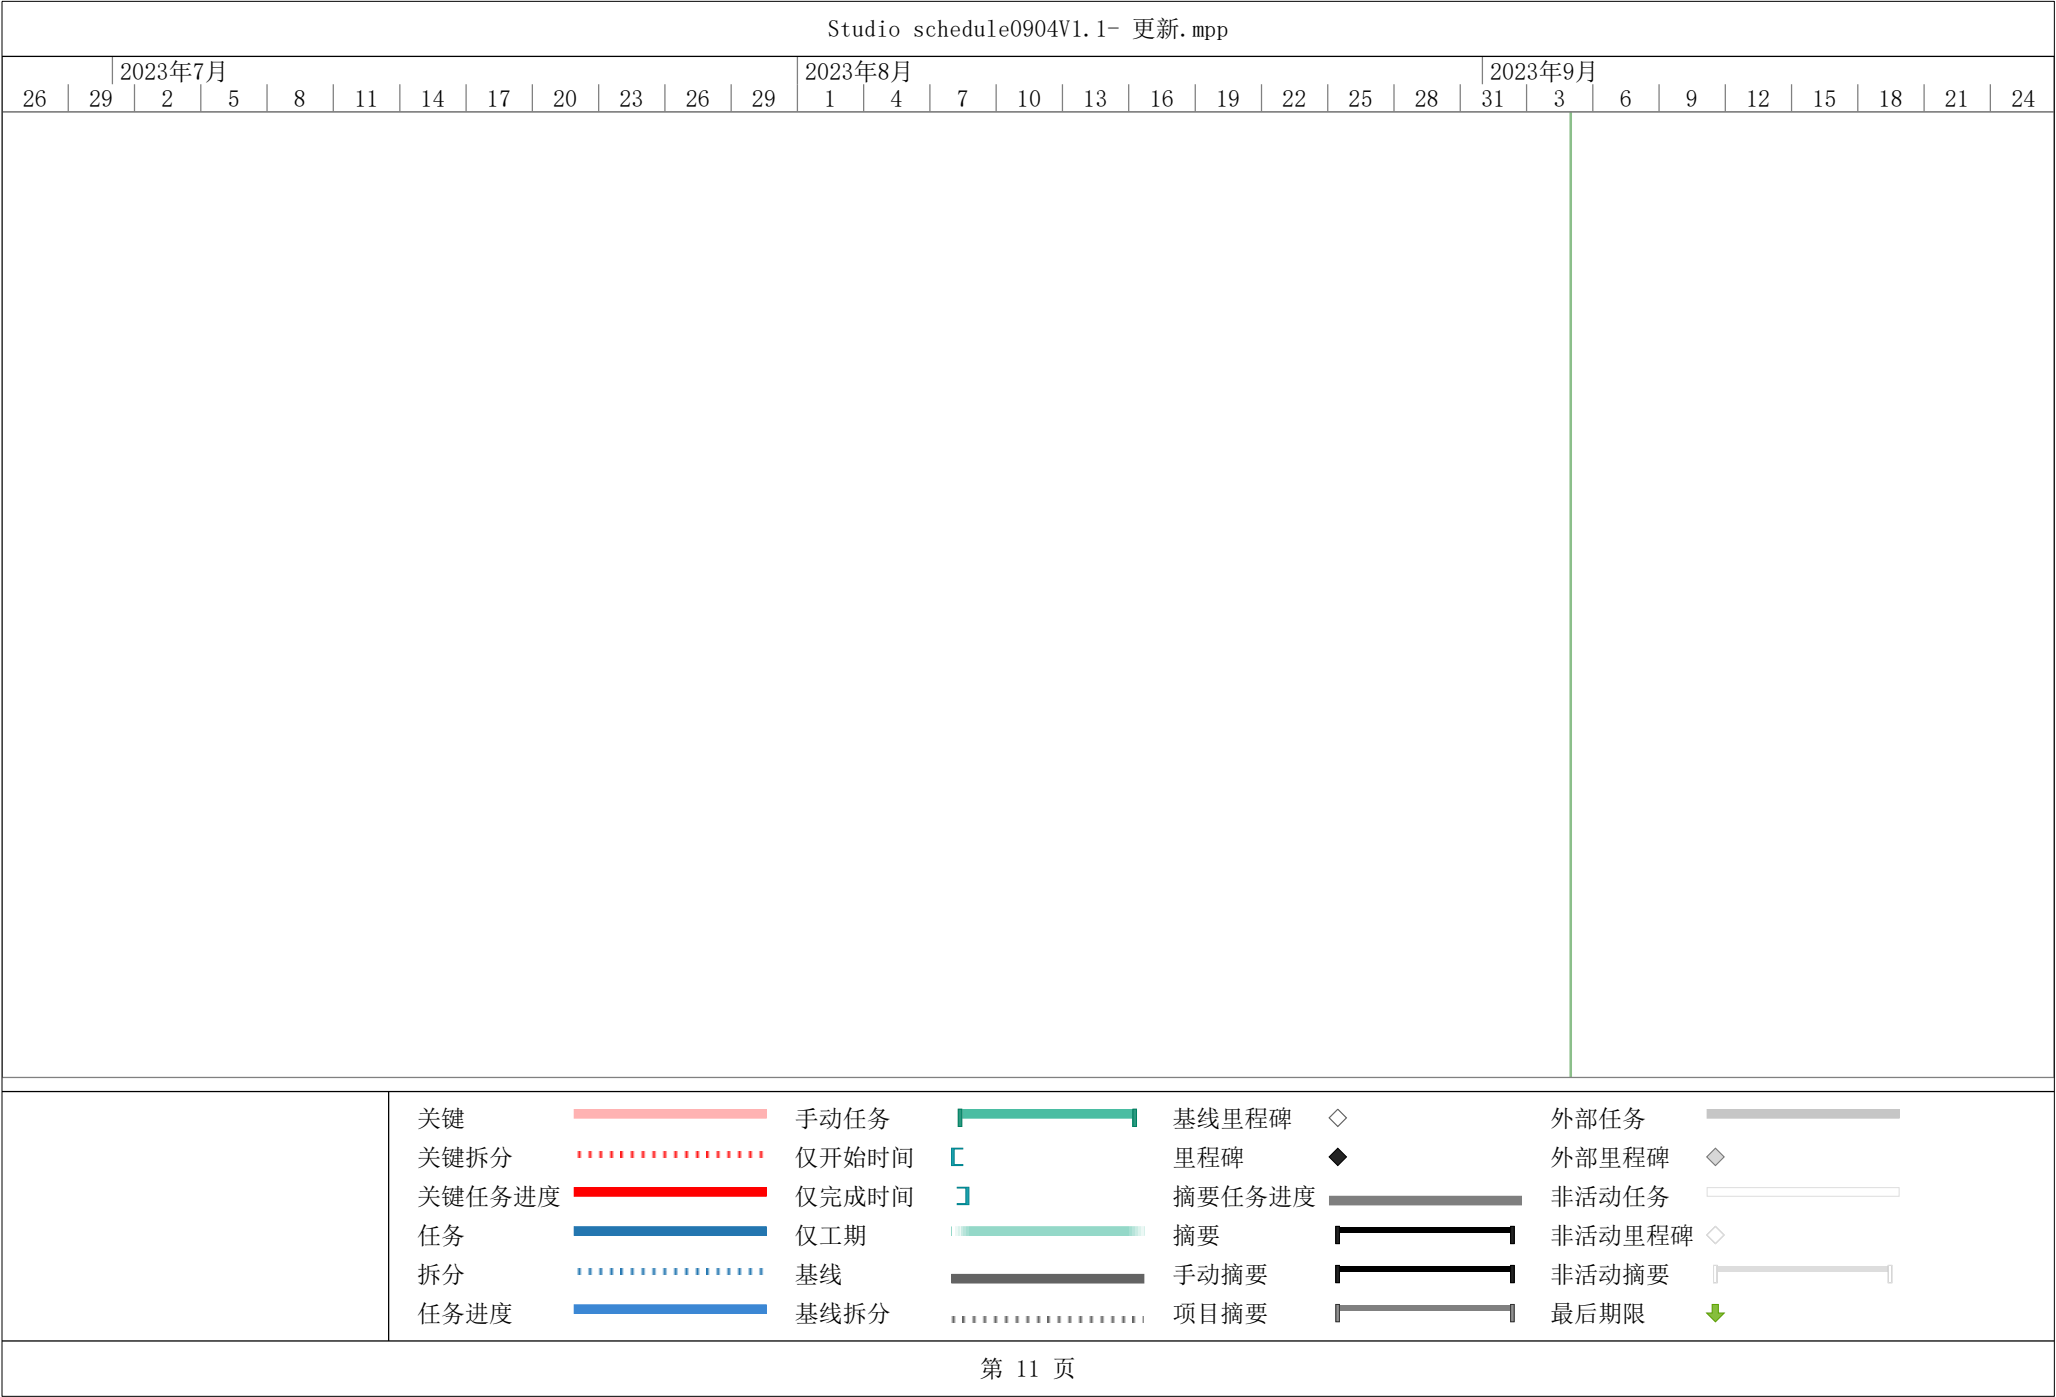 Studio schedule0904V1.1- 更新.mpp
2023年7月 2023年8月 2023年9月
26 29 2 5 8 11 14 17 20 23 26 29 1 4 7 10 13 16 19 22 25 28 31 3 6 9 12 15 18 21 24
关键 手动任务 基线里程碑 外部任务
关键拆分 仅开始时间 里程碑 外部里程碑
关键任务进度 仅完成时间 摘要任务进度 非活动任务
任务 仅工期 摘要 非活动里程碑
拆分 基线 手动摘要 非活动摘要
任务进度 基线拆分 项目摘要 最后期限
第 11 页